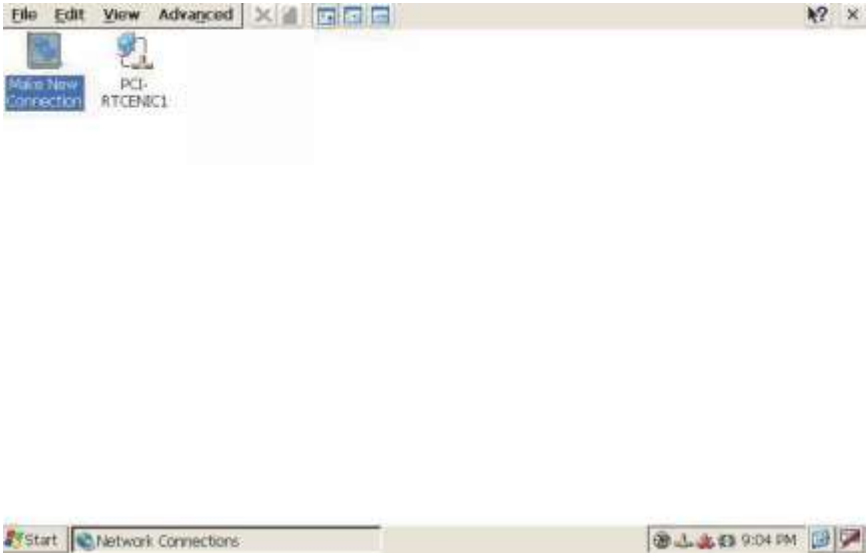 File Edit View Advanced ?
Make New
Connection
PCI-
RTCENIC1
Start Network Connections 9:04 PM